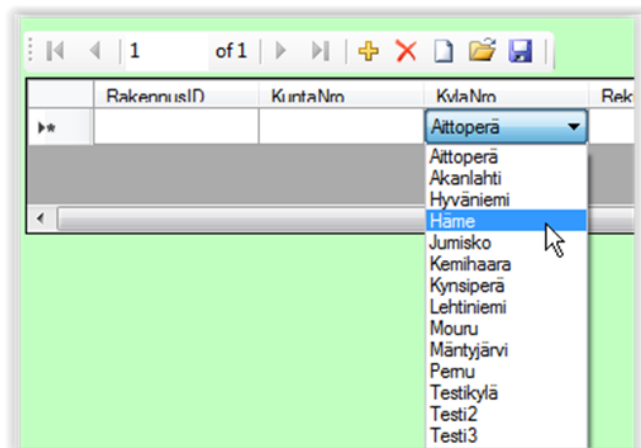 1 of 1
RakennusID KuntaNro KylaNro Rek
Aittoperä
Aittoperä
Akanlahti
Hyväniemi
Häme
Jumisko
Kemihaara
Kynsiperä
Lehtiniemi
Mouru
Mäntyjärvi
Pernu
Testikylä
Testi2
Testi3